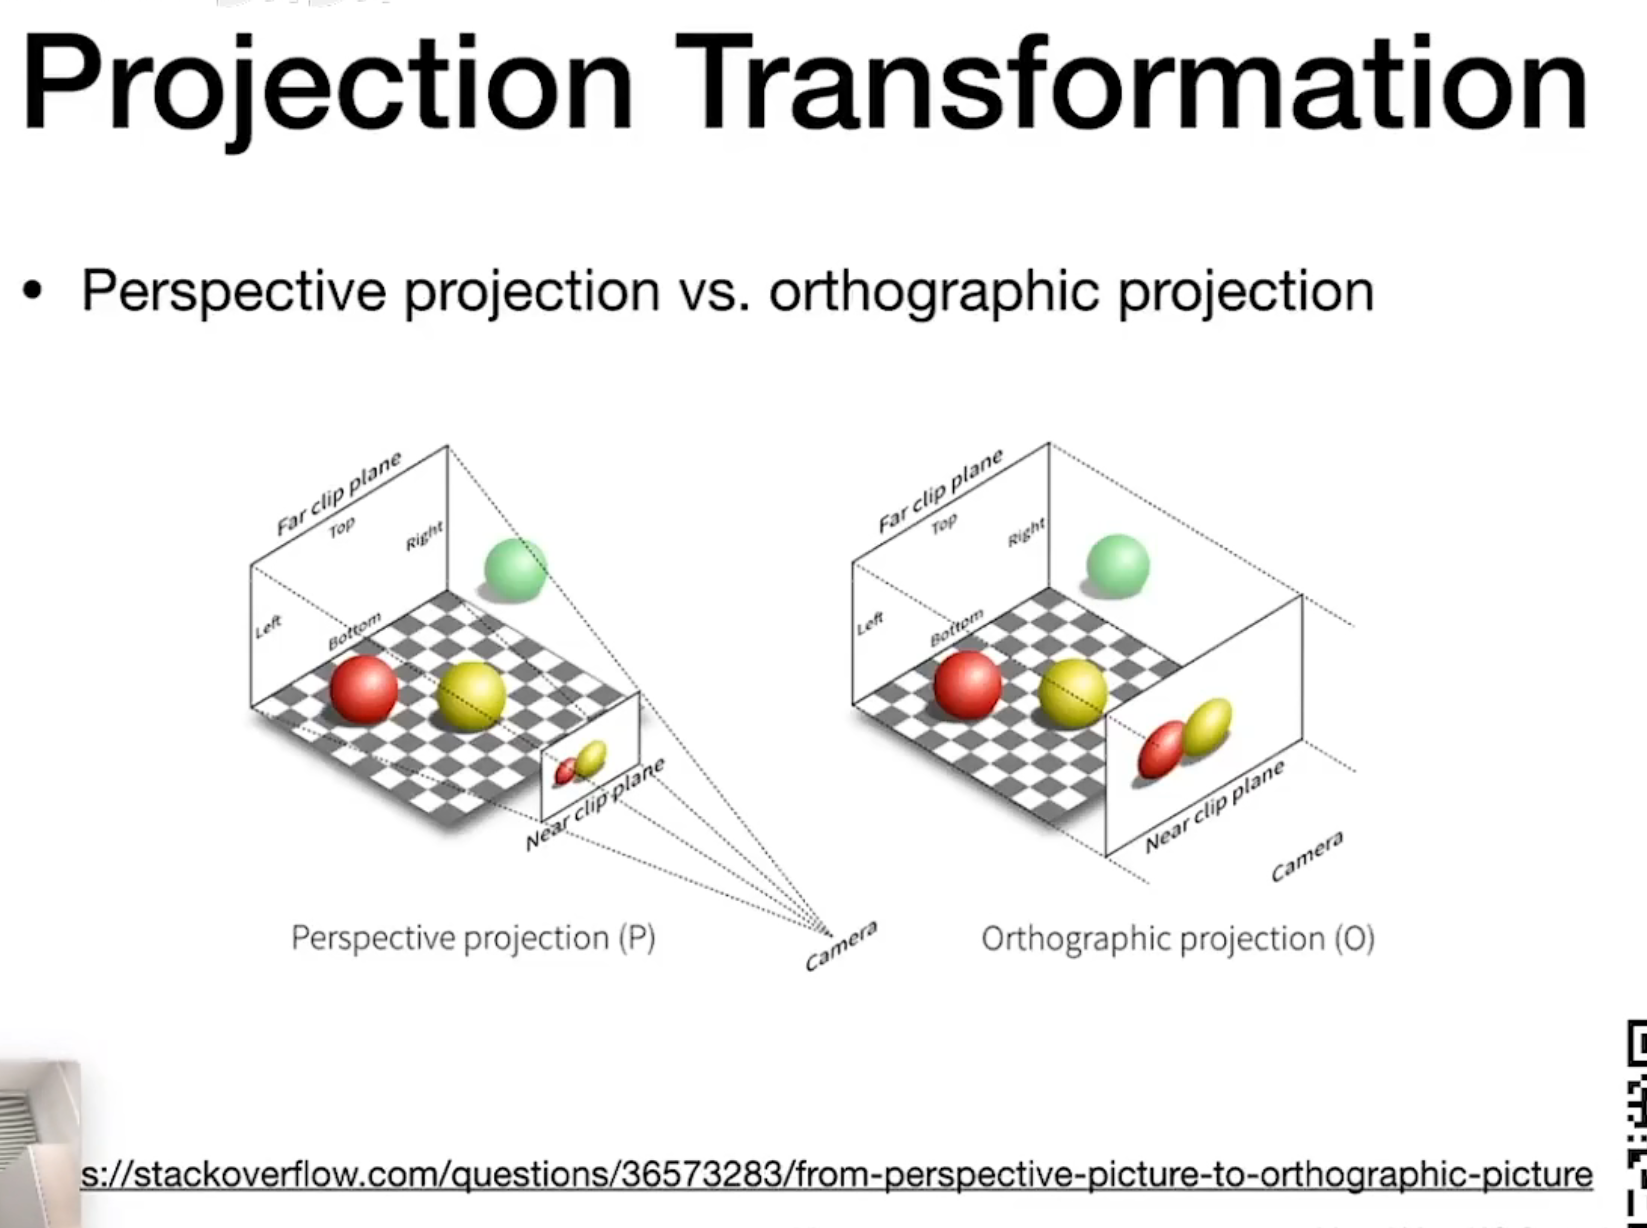 Projection Transformation
• Perspective projection vs. orthographic projection
Far clip plane
Top
Right
Left
Bottom
Near clip plane
Camera
Perspective projection (P)
Far clip plane
Top
Right
Left
Bottom
Near clip plane
Camera
Orthographic projection (O)
s://stackoverflow.com/questions/36573283/from-perspective-picture-to-orthographic-picture